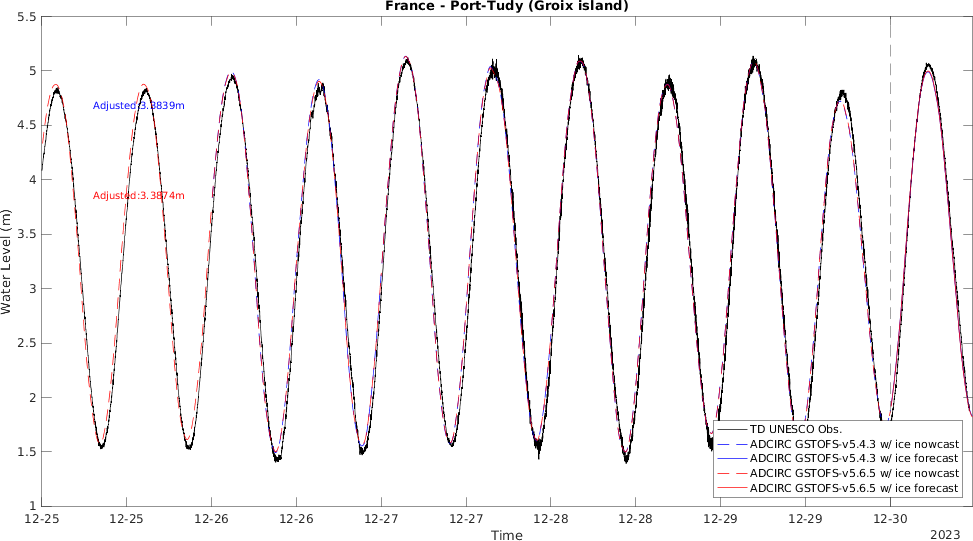 France - Port-Tudy (Groix island)
5.5
5
4.5
4
3.5
3
2.5
2
1.5
1
Water Level (m)
Adjusted:3.3839m
Adjusted:3.3874m
TD UNESCO Obs.
ADCIRC GSTOFS-v5.4.3 w/ ice nowcast
ADCIRC GSTOFS-v5.4.3 w/ ice forecast
ADCIRC GSTOFS-v5.6.5 w/ ice nowcast
ADCIRC GSTOFS-v5.6.5 w/ ice forecast
12-25 12-25 12-26 12-26 12-27 12-27 12-28 12-28 12-29 12-29 12-30
Time
2023